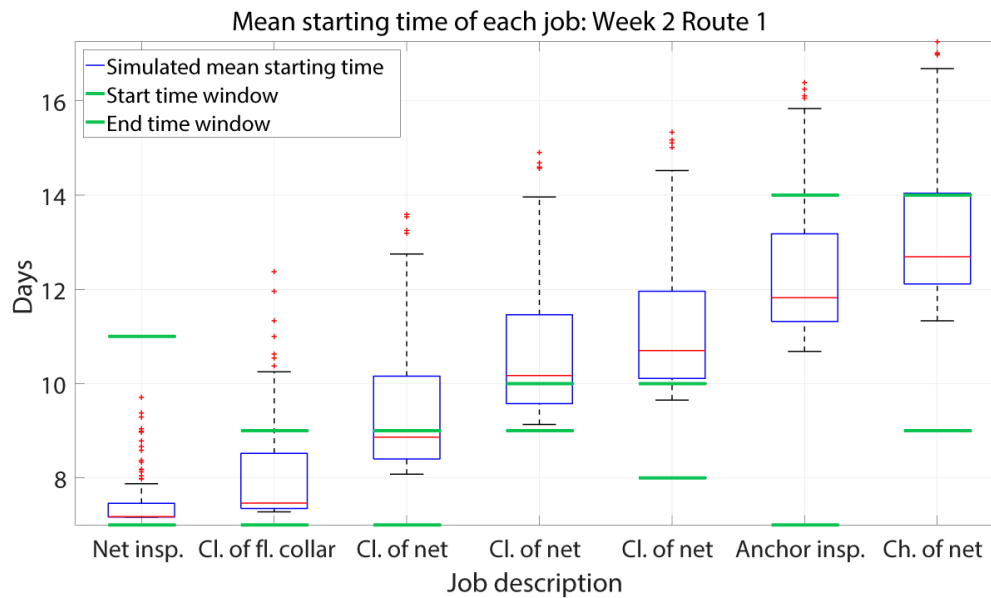 Mean starting time of each job: Week 2 Route 1
Simulated mean starting time
Start time window
End time window
16
14
12
10
8
Days
Net insp. Cl. of fl. collar Cl. of net Cl. of net Cl. of net Anchor insp. Ch. of net
Job description